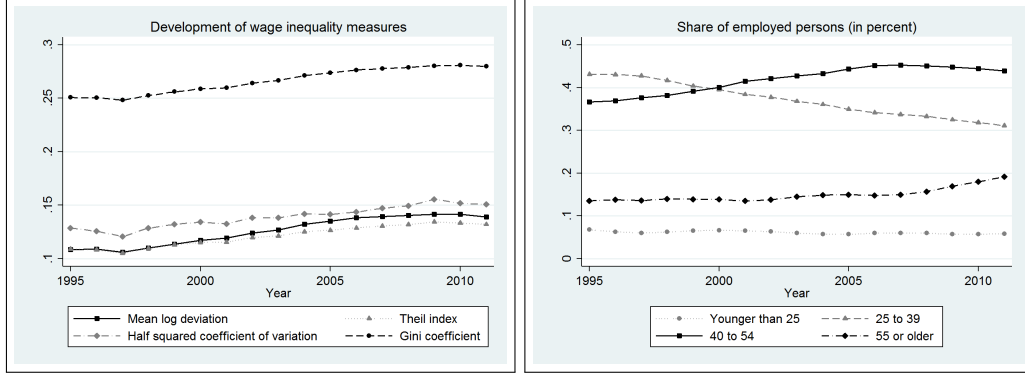 Development of wage inequality measures
.3
.25
.2
.15
.1
1995 2000 2005 2010
Year
Mean log deviation Theil index
Half squared coefficient of variation Gini coefficient
Share of employed persons (in percent)
.5
.4
.3
.2
.1
0
1995 2000 2005 2010
Year
Younger than 25 25 to 39
40 to 54 55 or older